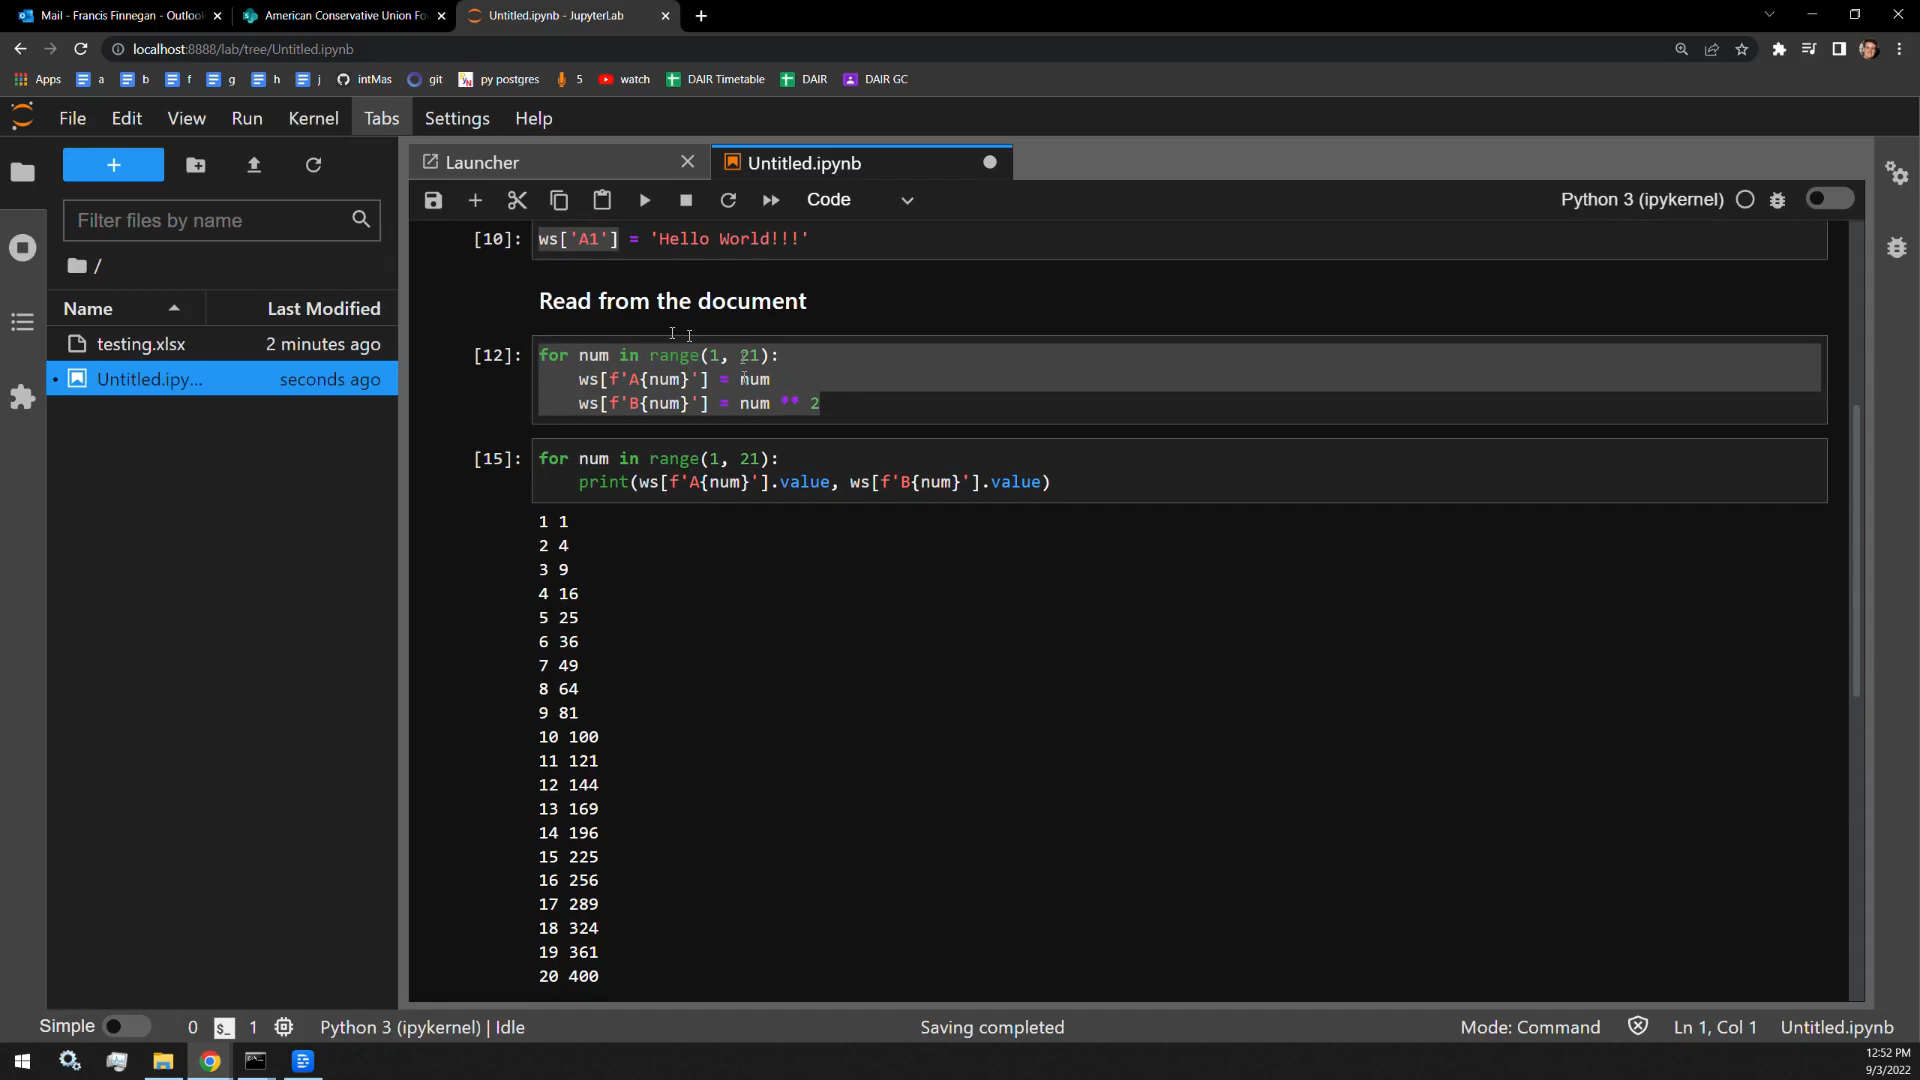 Mail - Francis Finnegan - Outlook
American Conservative Union Fo
Untitled.ipynb - JupyterLab
localhost:8888/lab/tree/Untitled.ipynb
Apps a b f g h j intMas git py postgres 5 watch DAIR Timetable DAIR DAIR GC
File Edit View Run Kernel Tabs Settings Help
+
Launcher
Untitled.ipynb
Filter files by name
Code
Python 3 (ipykernel)
/
Name Last Modified
testing.xlsx 2 minutes ago
Untitled.ipy... seconds ago
[10]: ws['A1'] = 'Hello World!!!'
Read from the document
[12]: for num in range(1, 21):
ws[f'A{num}'] = num
ws[f'B{num}'] = num ** 2
[15]: for num in range(1, 21):
print(ws[f'A{num}'].value, ws[f'B{num}'].value)
1 1
2 4
3 9
4 16
5 25
6 36
7 49
8 64
9 81
10 100
11 121
12 144
13 169
14 196
15 225
16 256
17 289
18 324
19 361
20 400
Simple 0 $_ 1 Python 3 (ipykernel) | Idle
Saving completed
Mode: Command Ln 1, Col 1 Untitled.ipynb
12:52 PM
9/3/2022